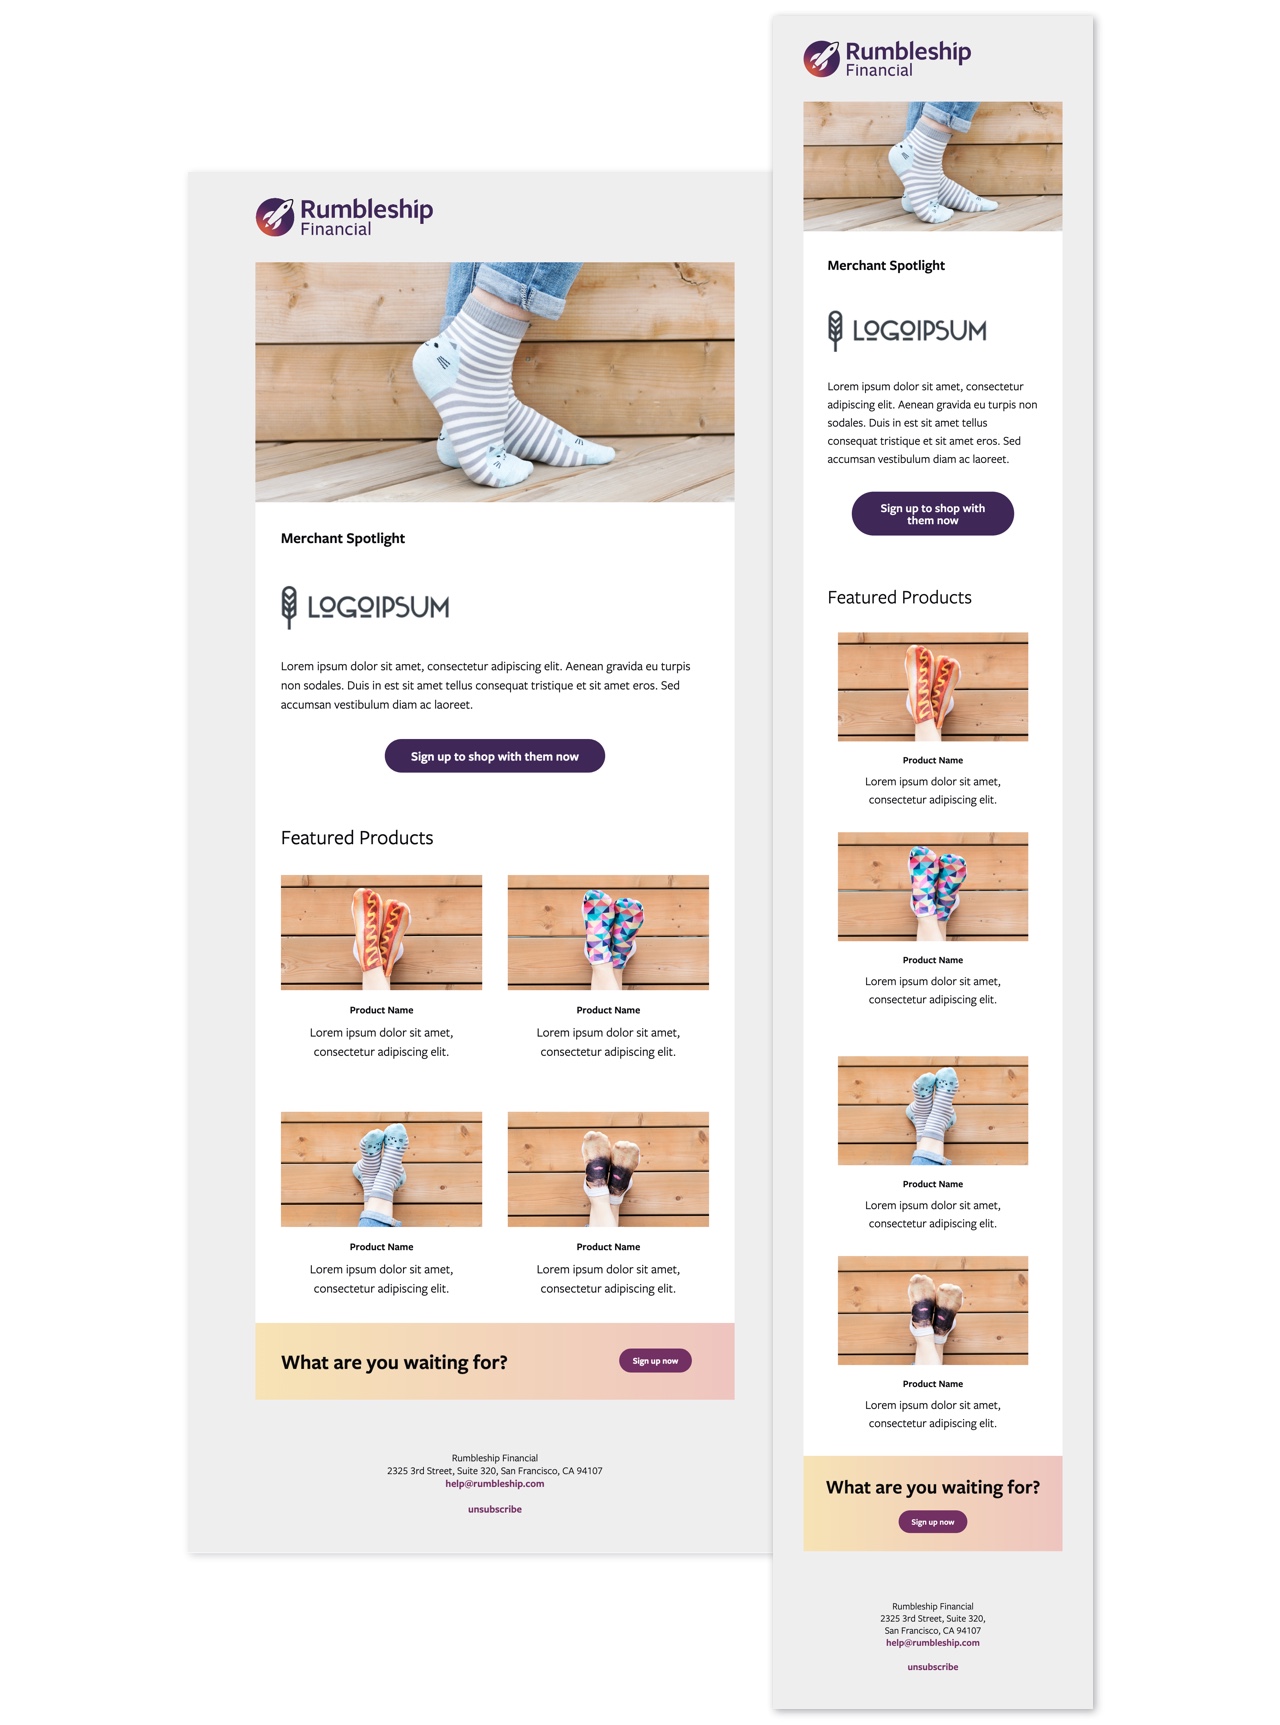 Rumbleship
Financial
Merchant Spotlight
LOGOIPSUM
Lorem ipsum dolor sit amet, consectetur adipiscing elit. Aenean gravida eu turpis
non sodales. Duis in est sit amet tellus consequat tristique et sit amet eros. Sed
accumsan vestibulum diam ac laoreet.
Sign up to shop with them now
Featured Products
Product Name
Lorem ipsum dolor sit amet,
consectetur adipiscing elit.
Product Name
Lorem ipsum dolor sit amet,
consectetur adipiscing elit.
Product Name
Lorem ipsum dolor sit amet,
consectetur adipiscing elit.
Product Name
Lorem ipsum dolor sit amet,
consectetur adipiscing elit.
What are you waiting for?
Sign up now
Rumbleship Financial
2325 3rd Street, Suite 320, San Francisco, CA 94107
help@rumbleship.com
unsubscribe
Rumbleship
Financial
Merchant Spotlight
LOGOIPSUM
Lorem ipsum dolor sit amet, consectetur
adipiscing elit. Aenean gravida eu turpis non
sodales. Duis in est sit amet tellus
consequat tristique et sit amet eros. Sed
accumsan vestibulum diam ac laoreet.
Sign up to shop with
them now
Featured Products
Product Name
Lorem ipsum dolor sit amet,
consectetur adipiscing elit.
Product Name
Lorem ipsum dolor sit amet,
consectetur adipiscing elit.
Product Name
Lorem ipsum dolor sit amet,
consectetur adipiscing elit.
Product Name
Lorem ipsum dolor sit amet,
consectetur adipiscing elit.
What are you waiting for?
Sign up now
Rumbleship Financial
2325 3rd Street, Suite 320,
San Francisco, CA 94107
help@rumbleship.com
unsubscribe